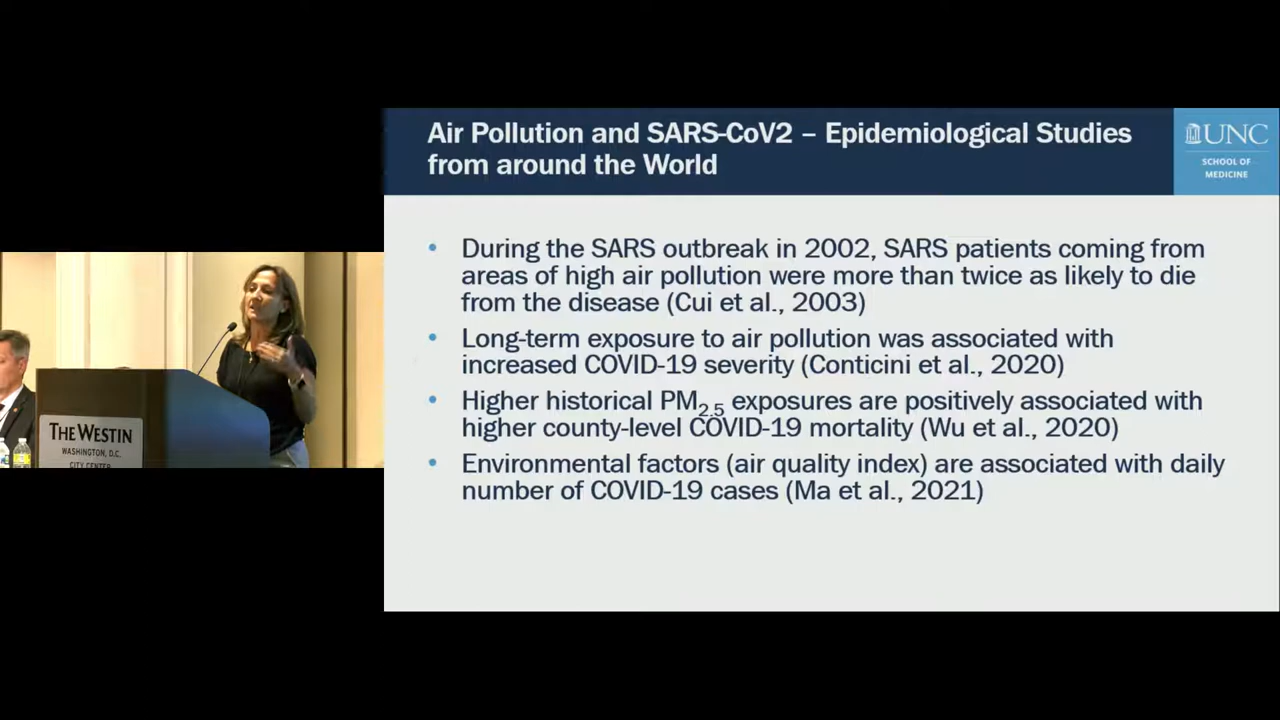 Air Pollution and SARS-CoV2 – Epidemiological Studies
from around the World
UNC
SCHOOL OF
MEDICINE
• During the SARS outbreak in 2002, SARS patients coming from
areas of high air pollution were more than twice as likely to die
from the disease (Cui et al., 2003)
• Long-term exposure to air pollution was associated with
increased COVID-19 severity (Conticini et al., 2020)
• Higher historical PM2.5 exposures are positively associated with
higher county-level COVID-19 mortality (Wu et al., 2020)
• Environmental factors (air quality index) are associated with daily
number of COVID-19 cases (Ma et al., 2021)
THE WESTIN
WASHINGTON, D.C.
CITY CENTER